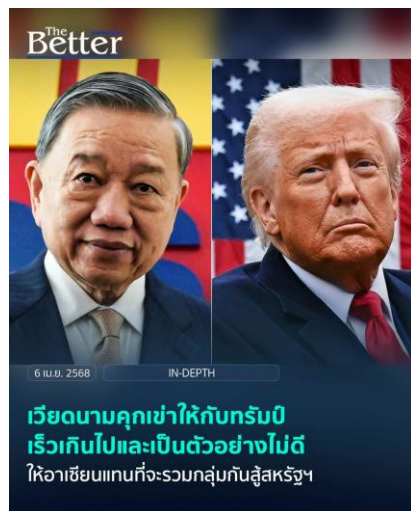 The
Better
6 เม.ย. 2568
IN-DEPTH
เวียดนามคุกเข่าให้กับทรัมป์
เร็วเกินไปและเป็นตัวอย่างไม่ดี
ให้อาเซียนแทนที่จะรวมกลุ่มกันสู้สหรัฐฯ